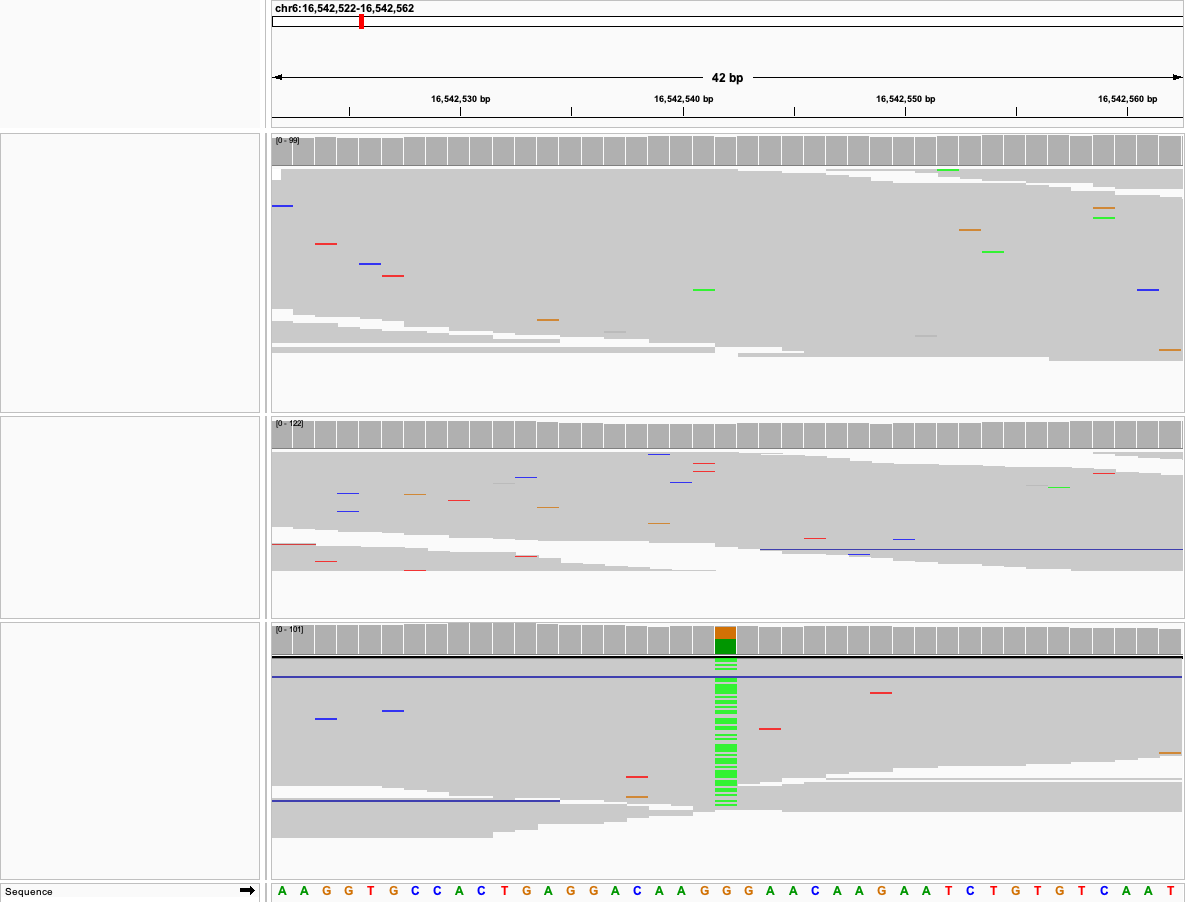 chr6:16,542,522-16,542,562
42 bp
16,542,530 bp 16,542,540 bp 16,542,550 bp 16,542,560 bp
[0 - 99]
[0 - 122]
[0 - 101]
Sequence A A G G T G C C A C T G A G G A C A A G G G A A C A A G A A T C T G T G T C A A T